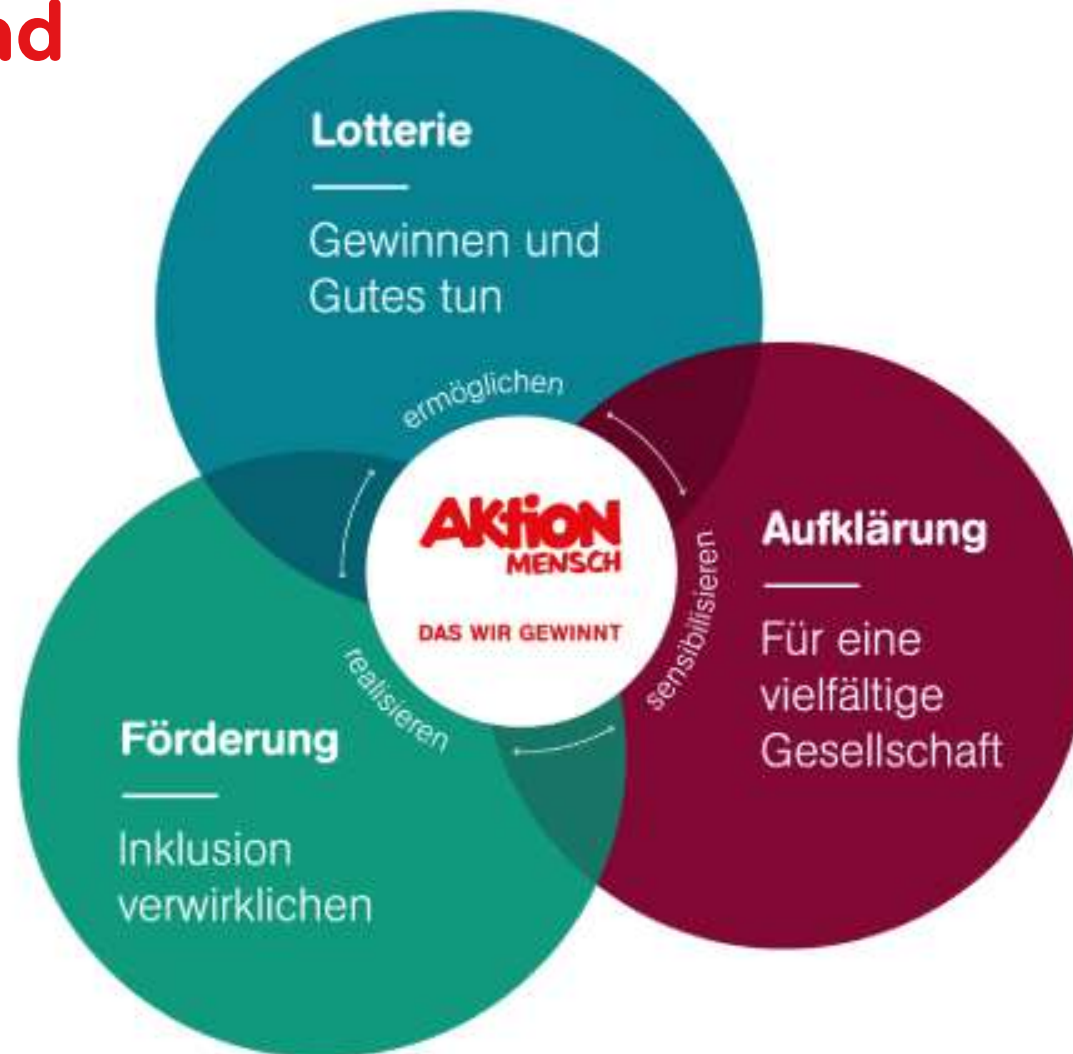 nd
Lotterie
Gewinnen und
Gutes tun
ermöglichen
AKTION
MENSCH
DAS WIR GEWINNT
sensibilisieren
realisieren
Aufklärung
Für eine
vielfältige
Gesellschaft
Förderung
Inklusion
verwirklichen